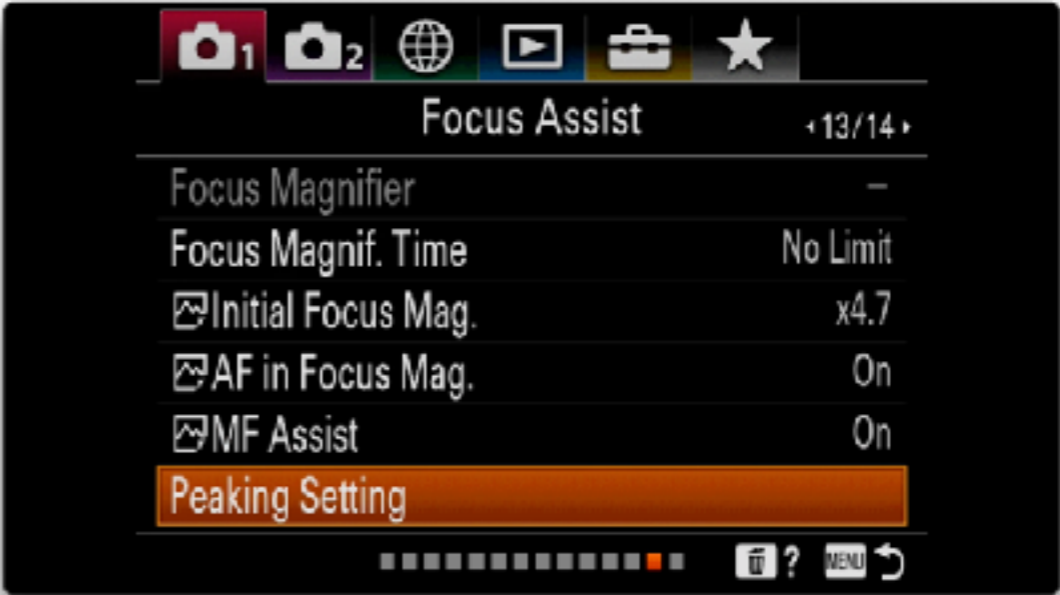 1 2
Focus Assist 13/14
Focus Magnifier –
Focus Magnif. Time No Limit
Initial Focus Mag. x4.7
AF in Focus Mag. On
MF Assist On
Peaking Setting
? MENU